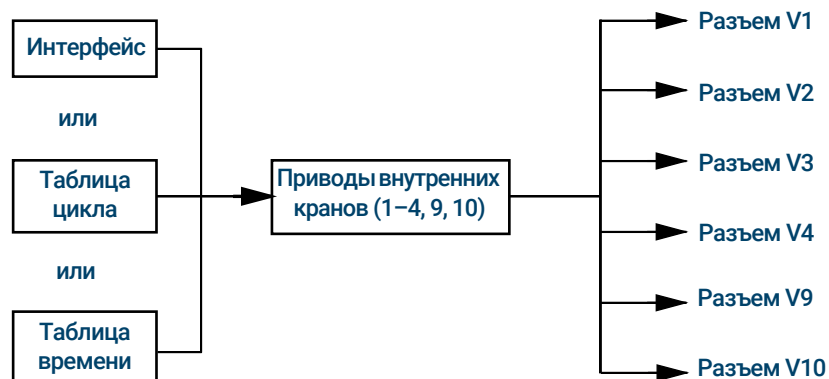 Интерфейс
или
Таблица
цикла
или
Таблица
времени
Приводы внутренних
кранов (1–4, 9, 10)
Разъем V1
Разъем V2
Разъем V3
Разъем V4
Разъем V9
Разъем V10